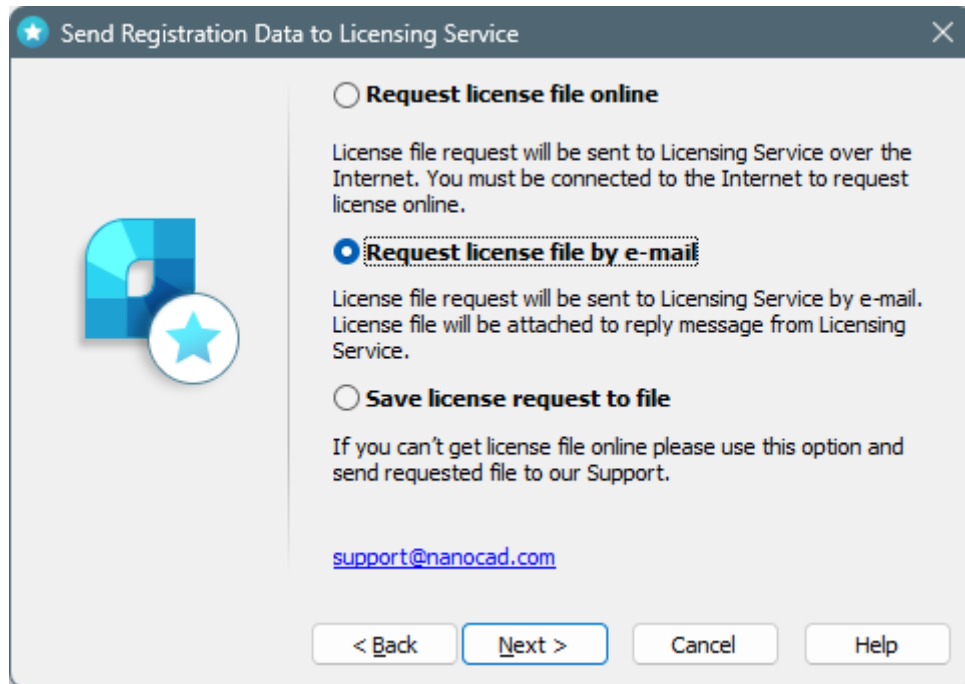 Send Registration Data to Licensing Service
Request license file online
License file request will be sent to Licensing Service over the
Internet. You must be connected to the Internet to request
license online.
Request license file by e-mail
License file request will be sent to Licensing Service by e-mail.
License file will be attached to reply message from Licensing
Service.
Save license request to file
If you can't get license file online please use this option and
send requested file to our Support.
support@nanocad.com
< Back Next > Cancel Help